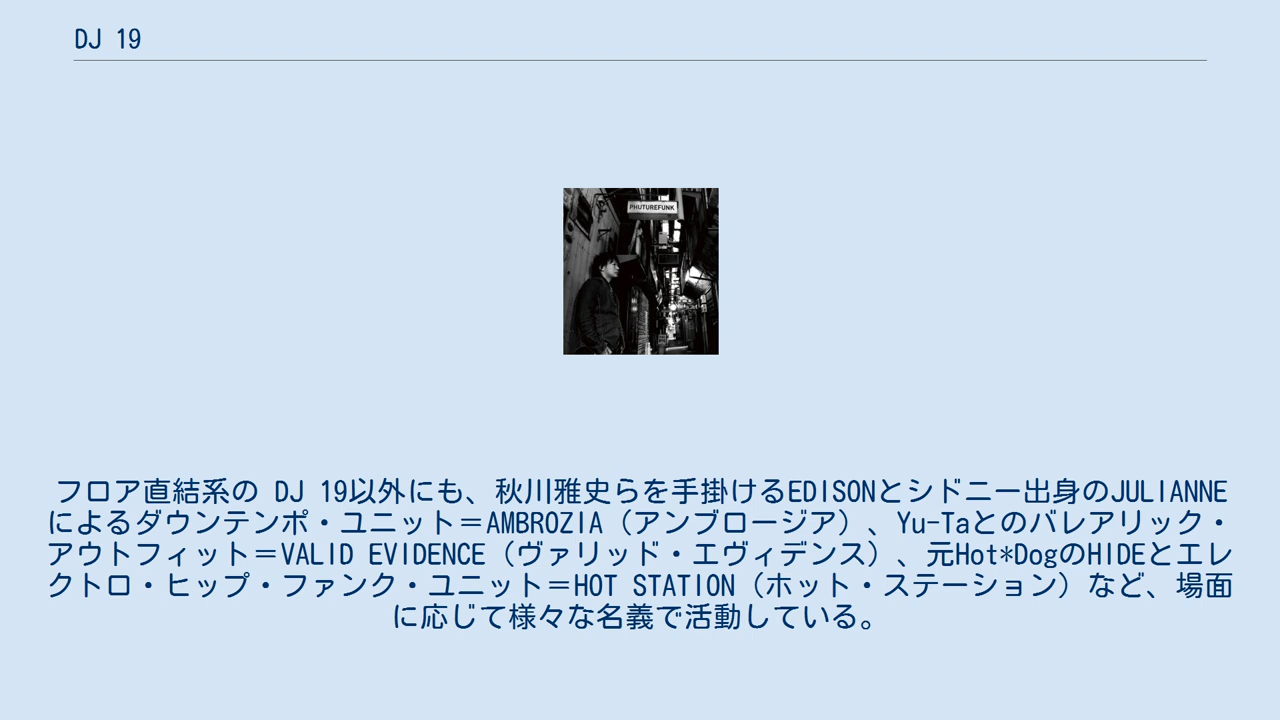 DJ 19
PHUTUREFUNK
フロア直結系の DJ 19以外にも、秋川雅史らを手掛けるEDISONとシドニー出身のJULIANNE
によるダウンテンポ・ユニット＝AMBROZIA（アンブロージア）、Yu-Taとのバレアリック・
アウトフィット＝VALID EVIDENCE（ヴァリッド・エヴィデンス）、元Hot*DogのHIDEとエレ
クトロ・ヒップ・ファンク・ユニット＝HOT STATION（ホット・ステーション）など、場面
に応じて様々な名義で活動している。